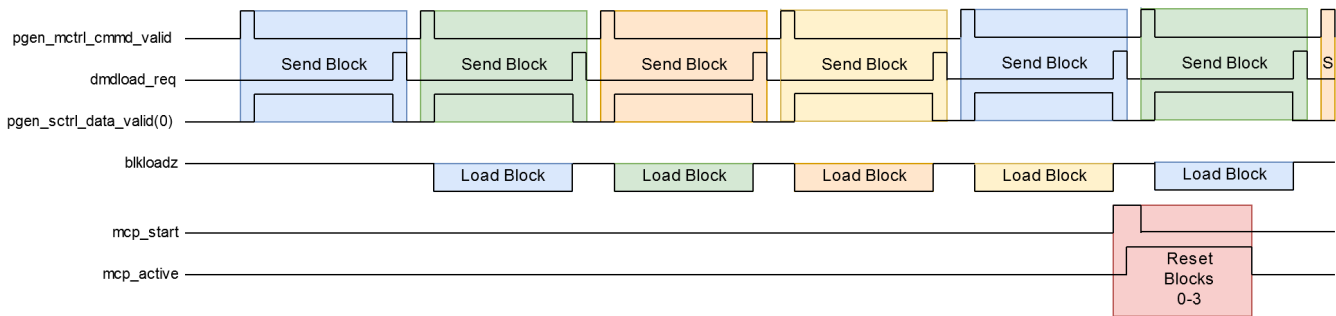 pgen_mctrl_cmmd_valid
Send Block Send Block Send Block Send Block Send Block Send Block S
dmdload_req
pgen_sctrl_data_valid(0)
blkloadz
Load Block Load Block Load Block Load Block Load Block
mcp_start
mcp_active
Reset
Blocks
0-3